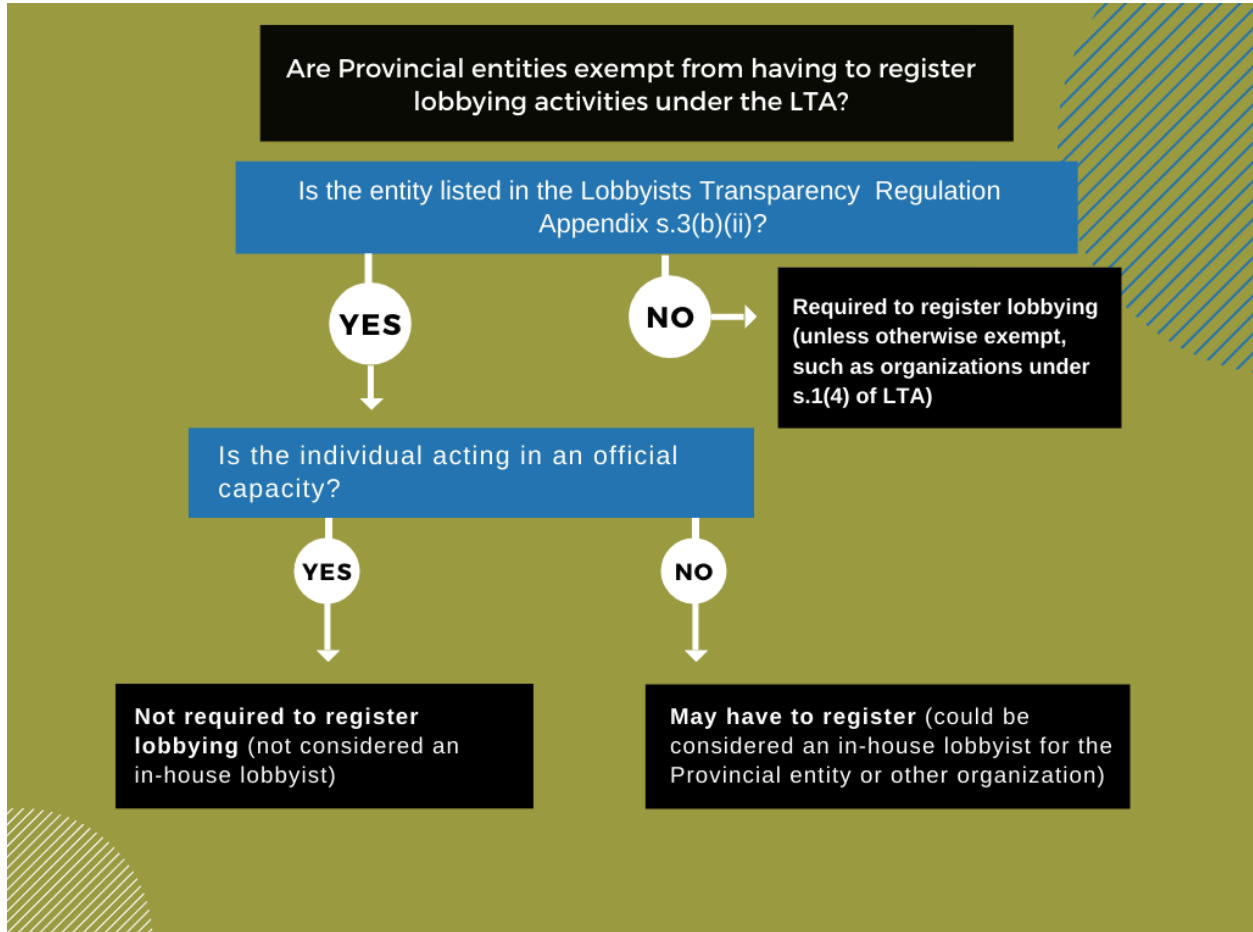 Are Provincial entities exempt from having to register
lobbying activities under the LTA?
Is the entity listed in the Lobbyists Transparency Regulation
Appendix s.3(b)(ii)?
YES
NO
Required to register lobbying
(unless otherwise exempt,
such as organizations under
s.1(4) of LTA)
Is the individual acting in an official
capacity?
YES
NO
Not required to register
lobbying (not considered an
in-house lobbyist)
May have to register (could be
considered an in-house lobbyist for the
Provincial entity or other organization)